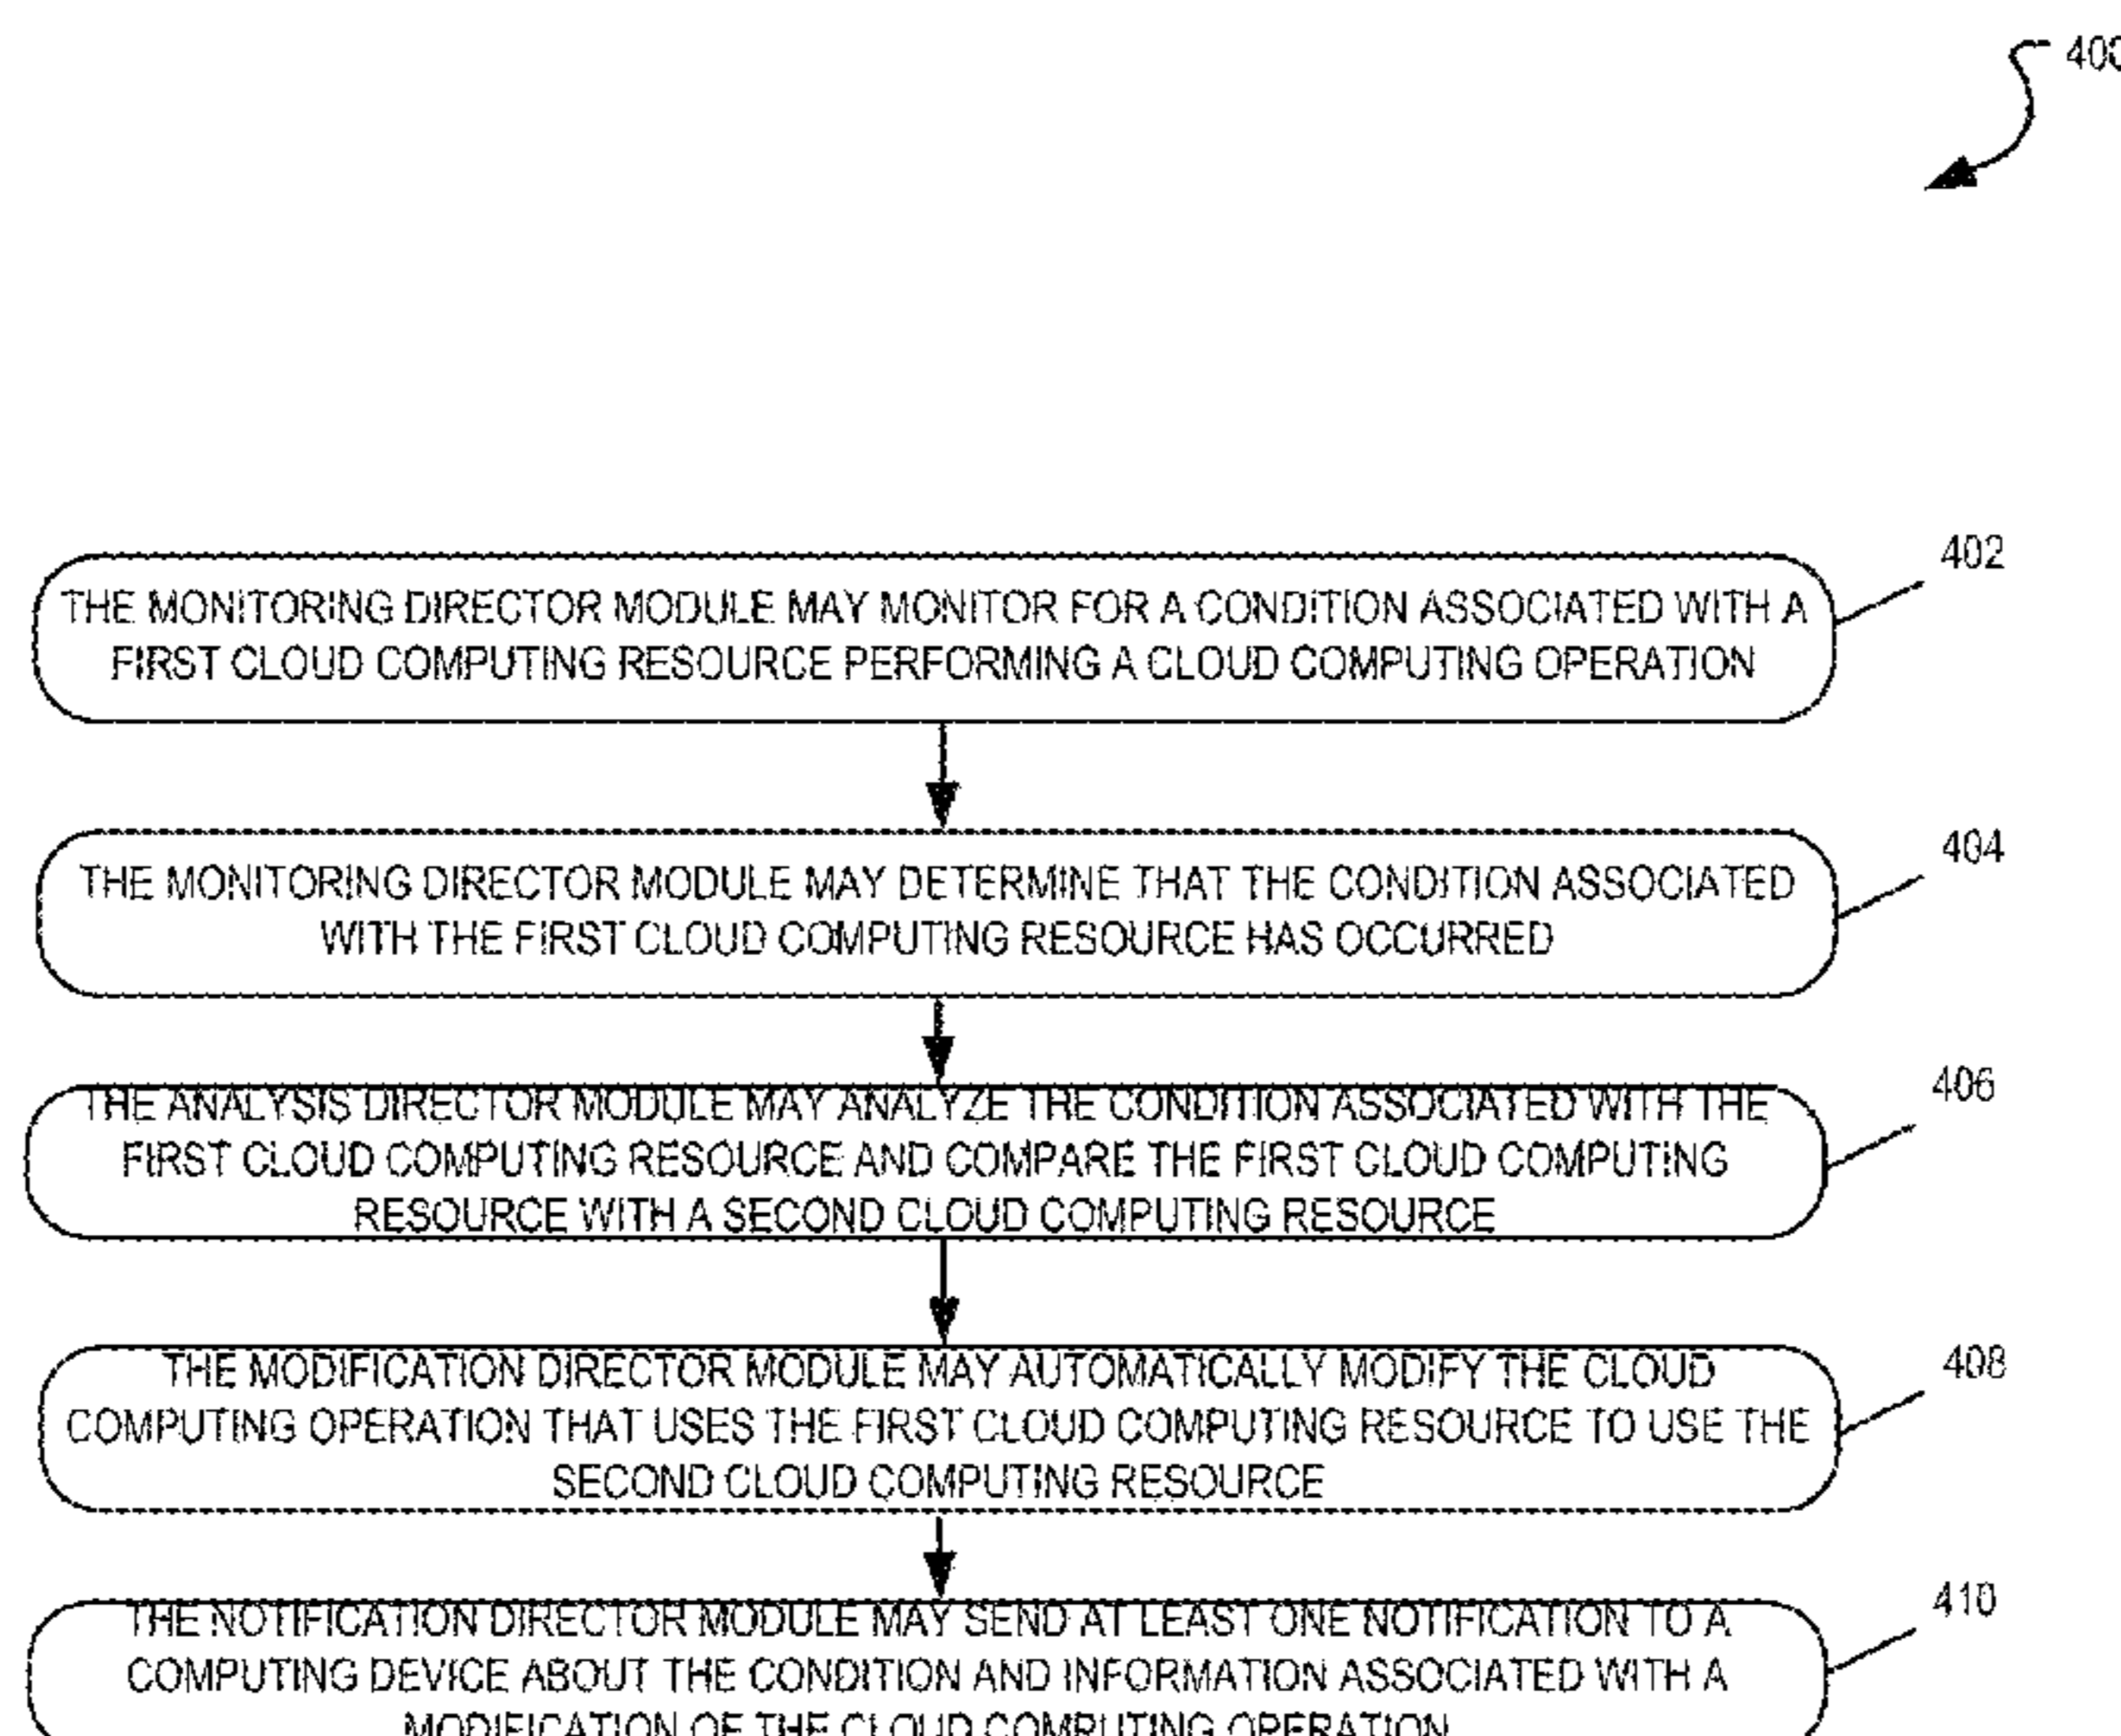 400
402
THE MONITORING DIRECTOR MODULE MAY MONITOR FOR A CONDITION ASSOCIATED WITH A
FIRST CLOUD COMPUTING RESOURCE PERFORMING A CLOUD COMPUTING OPERATION
404
THE MONITORING DIRECTOR MODULE MAY DETERMINE THAT THE CONDITION ASSOCIATED
WITH THE FIRST CLOUD COMPUTING RESOURCE HAS OCCURRED
406
THE ANALYSIS DIRECTOR MODULE MAY ANALYZE THE CONDITION ASSOCIATED WITH THE
FIRST CLOUD COMPUTING RESOURCE AND COMPARE THE FIRST CLOUD COMPUTING
RESOURCE WITH A SECOND CLOUD COMPUTING RESOURCE
408
THE MODIFICATION DIRECTOR MODULE MAY AUTOMATICALLY MODIFY THE CLOUD
COMPUTING OPERATION THAT USES THE FIRST CLOUD COMPUTING RESOURCE TO USE THE
SECOND CLOUD COMPUTING RESOURCE
410
THE NOTIFICATION DIRECTOR MODULE MAY SEND AT LEAST ONE NOTIFICATION TO A
COMPUTING DEVICE ABOUT THE CONDITION AND INFORMATION ASSOCIATED WITH A
MODIFICATION OF THE CLOUD COMPUTING OPERATION